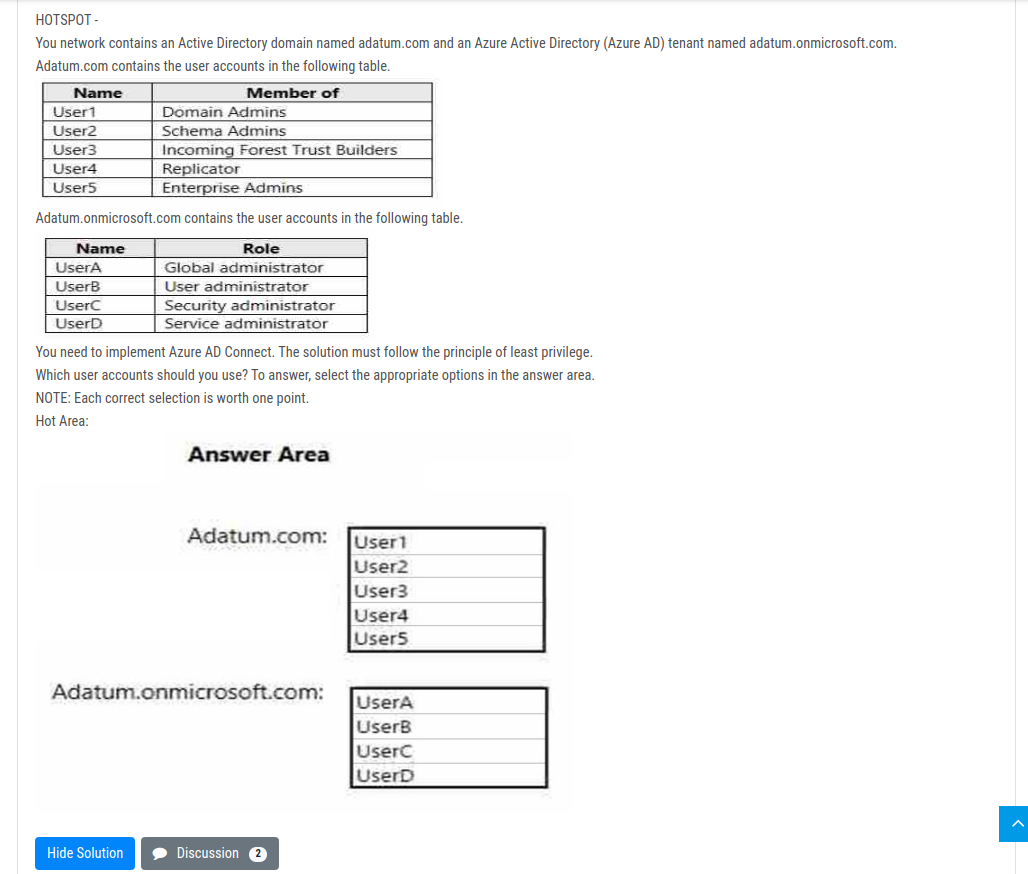 HOTSPOT -
You network contains an Active Directory domain named adatum.com and an Azure Active Directory (Azure AD) tenant named adatum.onmicrosoft.com.
Adatum.com contains the user accounts in the following table.
Name Member of
User1 Domain Admins
User2 Schema Admins
User3 Incoming Forest Trust Builders
User4 Replicator
User5 Enterprise Admins
Adatum.onmicrosoft.com contains the user accounts in the following table.
Name Role
UserA Global administrator
UserB User administrator
UserC Security administrator
UserD Service administrator
You need to implement Azure AD Connect. The solution must follow the principle of least privilege.
Which user accounts should you use? To answer, select the appropriate options in the answer area.
NOTE: Each correct selection is worth one point.
Hot Area:
Answer Area
Adatum.com:
User1
User2
User3
User4
User5
Adatum.onmicrosoft.com:
UserA
UserB
UserC
UserD
Hide Solution Discussion 2